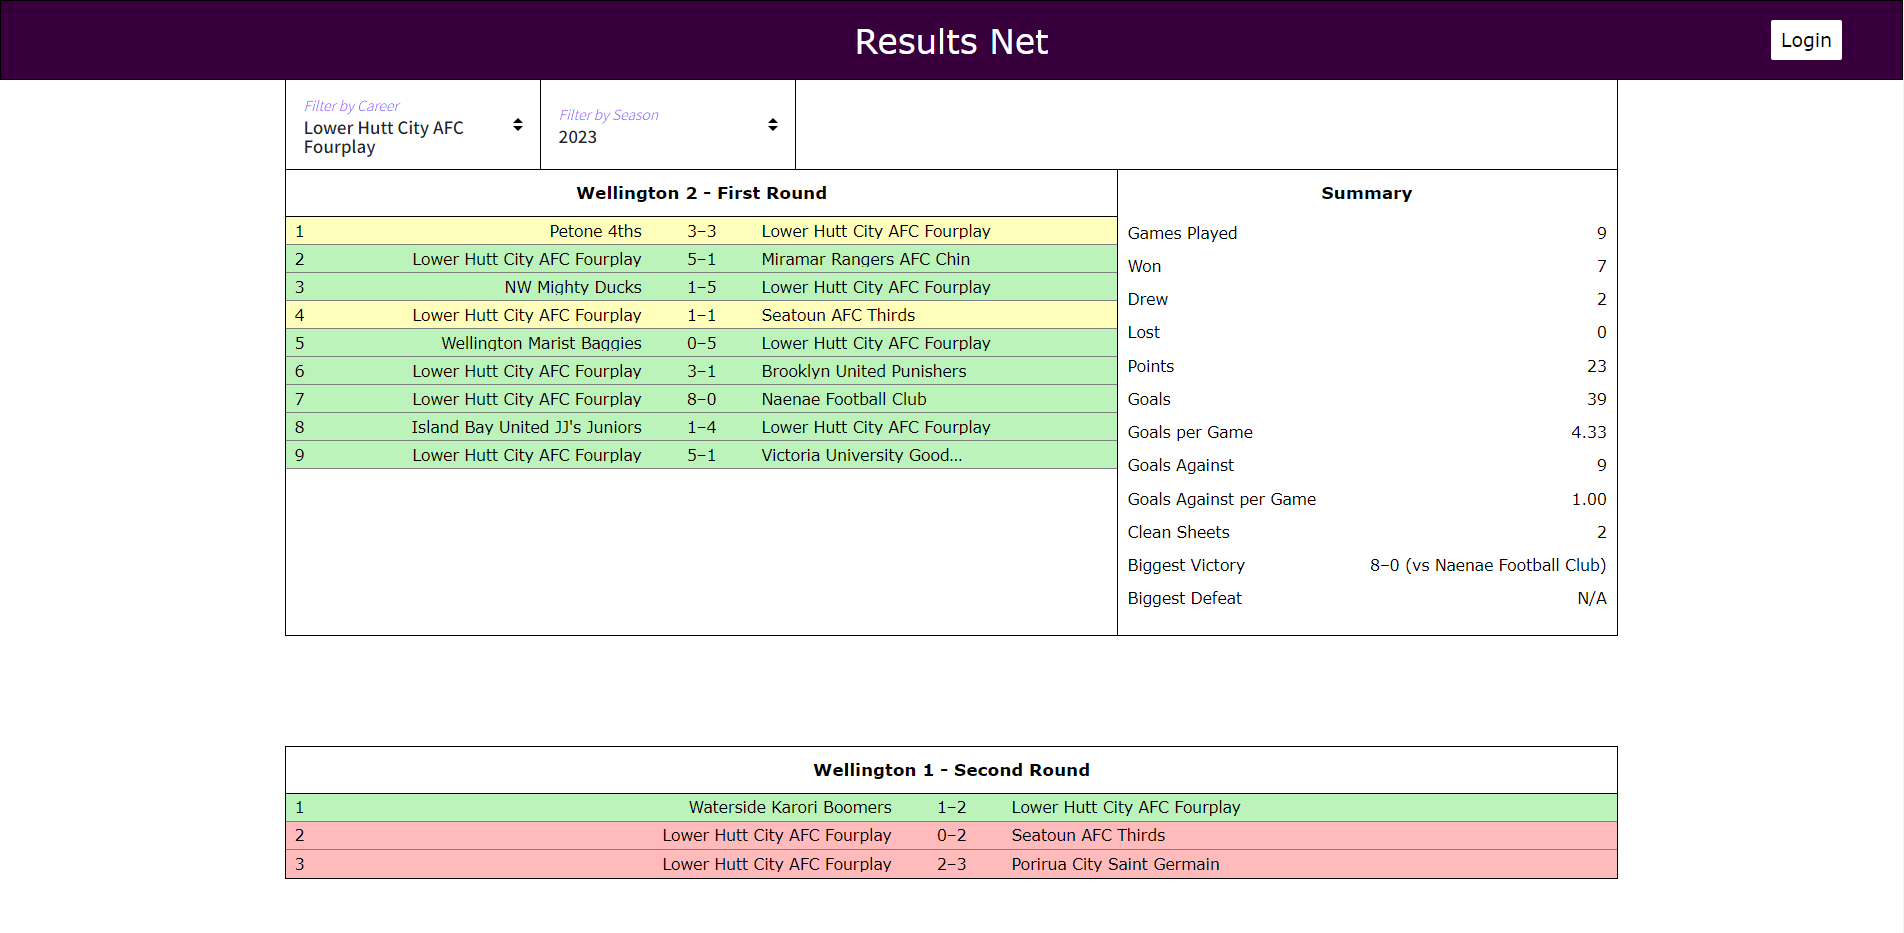 Results Net
Login
Filter by Career
Lower Hutt City AFC
Fourplay
Filter by Season
2023
Wellington 2 - First Round
1 Petone 4ths 3–3 Lower Hutt City AFC Fourplay
2 Lower Hutt City AFC Fourplay 5–1 Miramar Rangers AFC Chin
3 NW Mighty Ducks 1–5 Lower Hutt City AFC Fourplay
4 Lower Hutt City AFC Fourplay 1–1 Seatoun AFC Thirds
5 Wellington Marist Baggies 0–5 Lower Hutt City AFC Fourplay
6 Lower Hutt City AFC Fourplay 3–1 Brooklyn United Punishers
7 Lower Hutt City AFC Fourplay 8–0 Naenae Football Club
8 Island Bay United JJ's Juniors 1–4 Lower Hutt City AFC Fourplay
9 Lower Hutt City AFC Fourplay 5–1 Victoria University Good...
Summary
Games Played 9
Won 7
Drew 2
Lost 0
Points 23
Goals 39
Goals per Game 4.33
Goals Against 9
Goals Against per Game 1.00
Clean Sheets 2
Biggest Victory 8–0 (vs Naenae Football Club)
Biggest Defeat N/A
Wellington 1 - Second Round
1 Waterside Karori Boomers 1–2 Lower Hutt City AFC Fourplay
2 Lower Hutt City AFC Fourplay 0–2 Seatoun AFC Thirds
3 Lower Hutt City AFC Fourplay 2–3 Porirua City Saint Germain